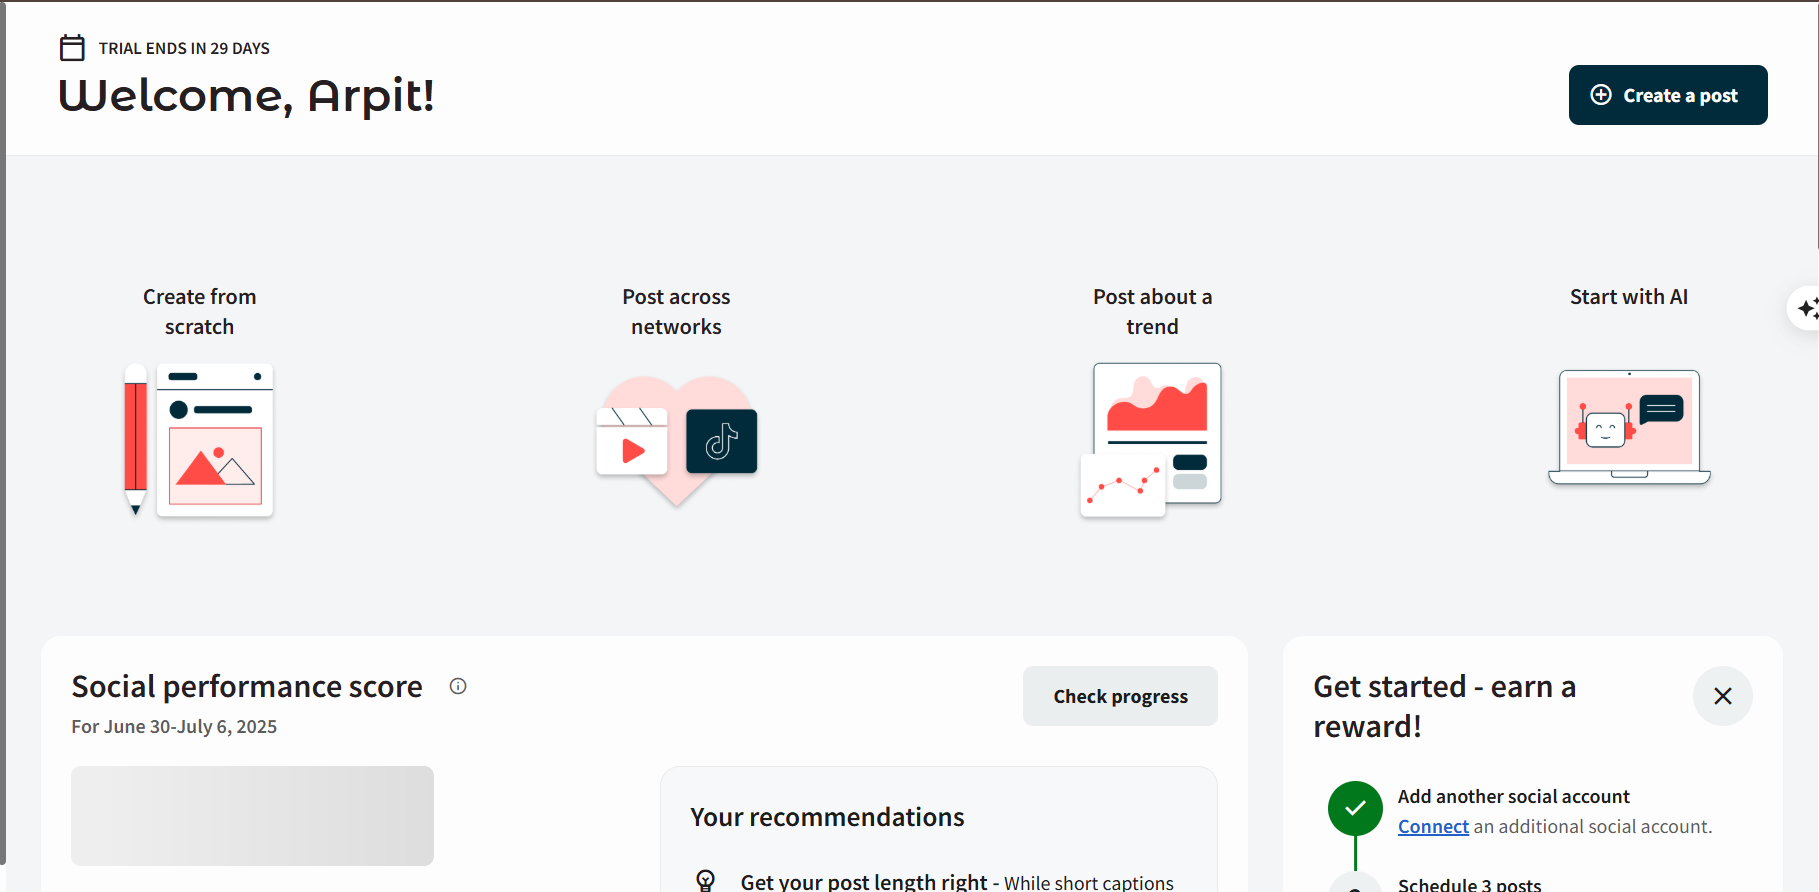 TRIAL ENDS IN 29 DAYS
Welcome, Arpit!
Create a post
Create from
scratch
Post across
networks
Post about a
trend
Start with AI
Social performance score
For June 30-July 6, 2025
Check progress
Your recommendations
Get your post length right - While short captions
Get started - earn a
reward!
Add another social account
Connect an additional social account.
Schedule 3 posts